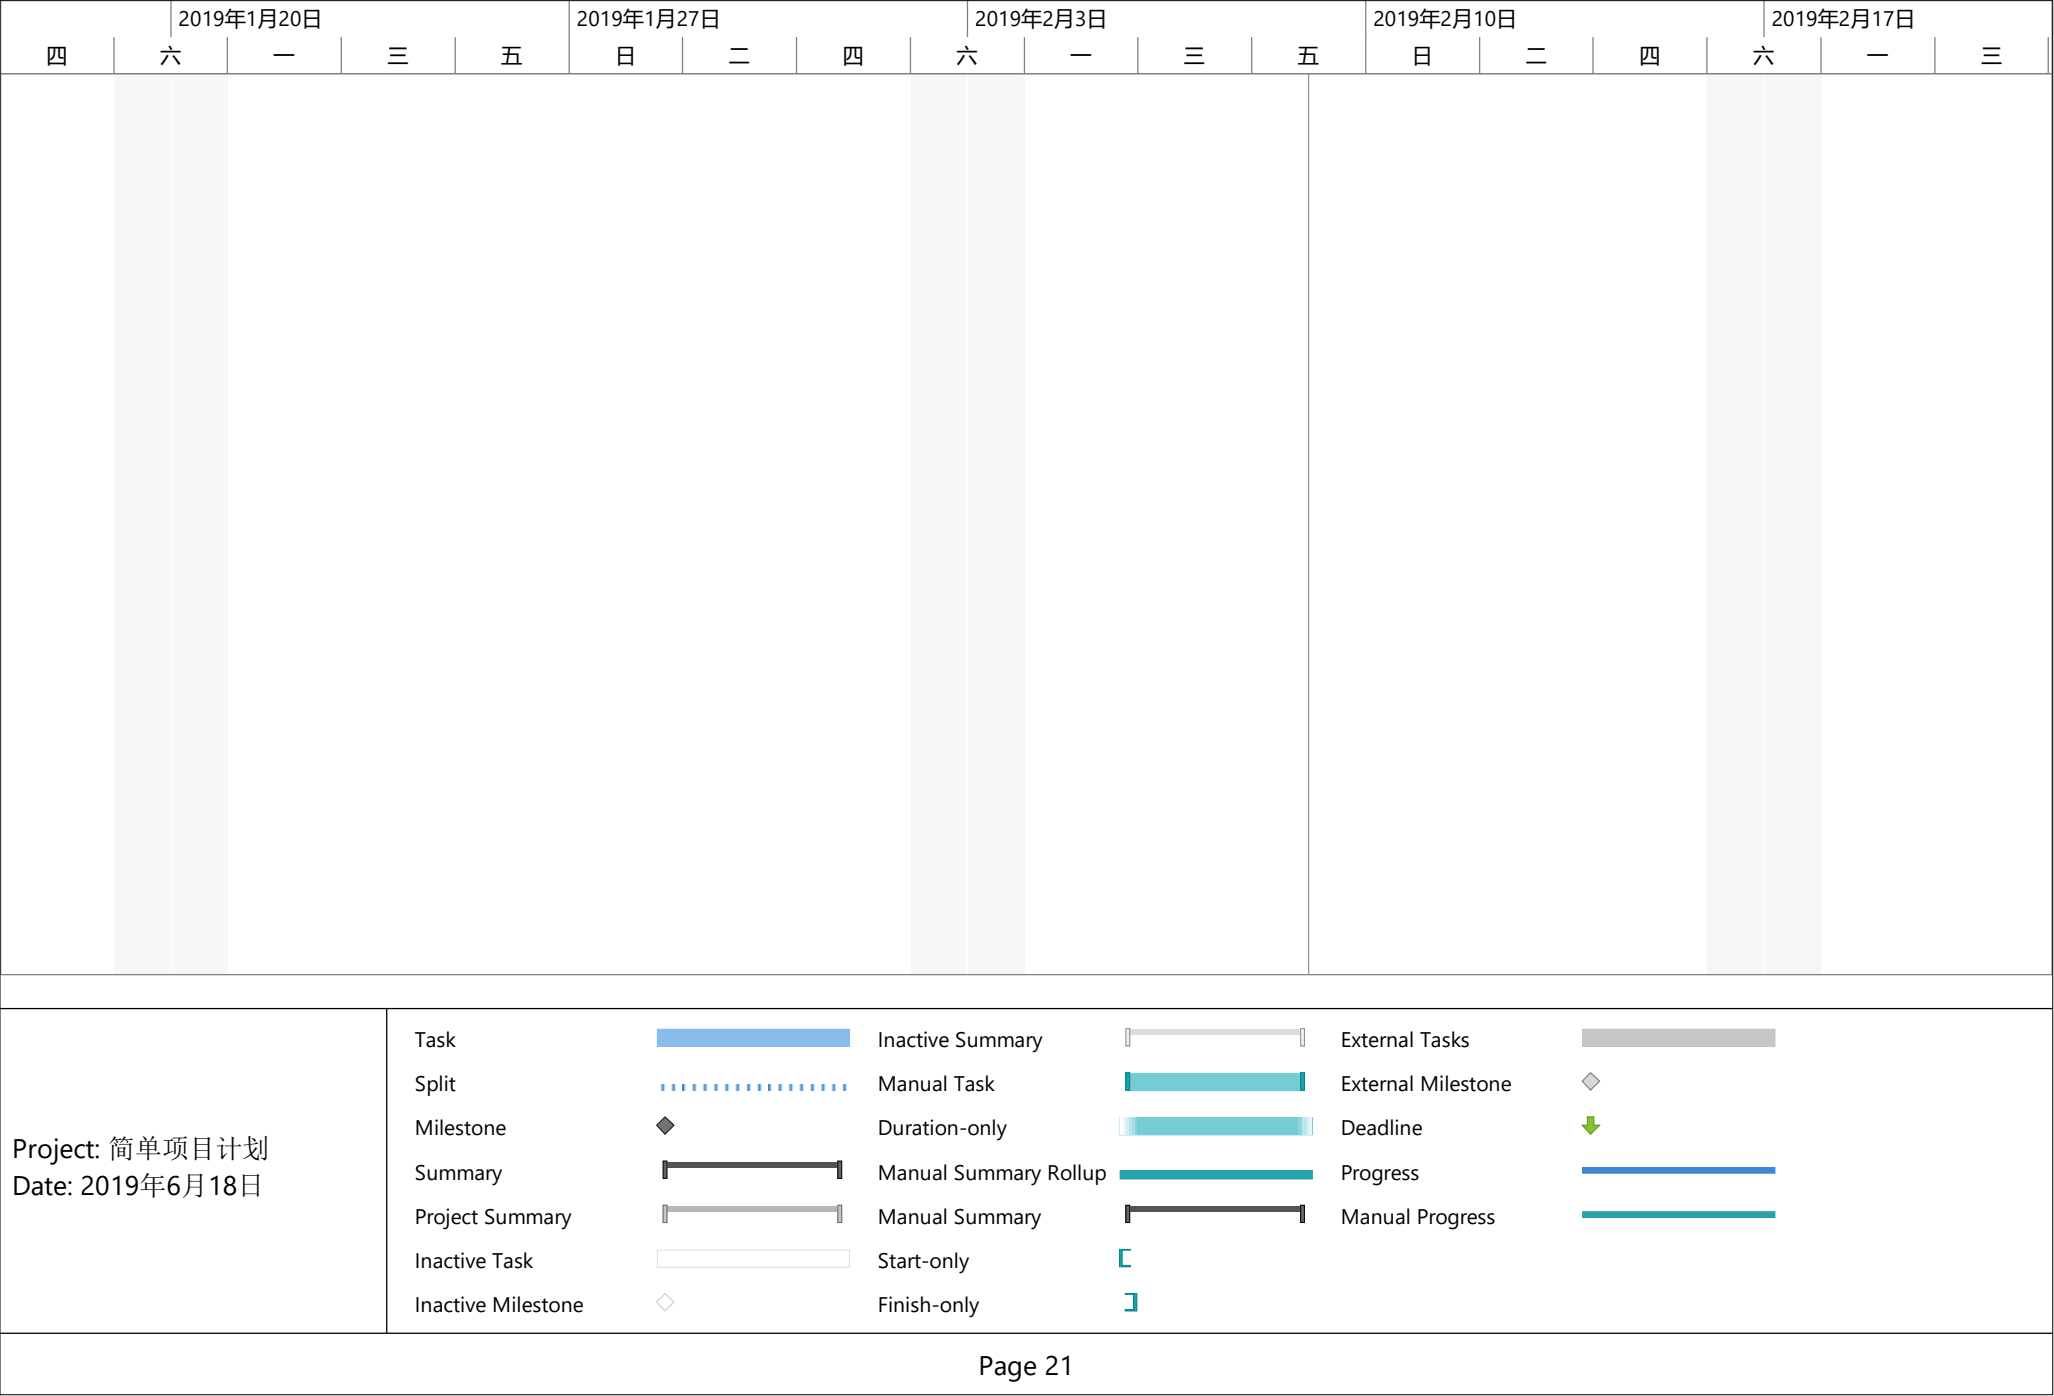 2019年1月20日 2019年1月27日 2019年2月3日 2019年2月10日 2019年2月17日
四 六 一 三 五 日 二 四 六 一 三 五 日 二 四 六 一 三
Project: 简单项目计划
Date: 2019年6月18日
Task
Split
Milestone
Summary
Project Summary
Inactive Task
Inactive Milestone
Inactive Summary
Manual Task
Duration-only
Manual Summary Rollup
Manual Summary
Start-only
Finish-only
External Tasks
External Milestone
Deadline
Progress
Manual Progress
Page 21